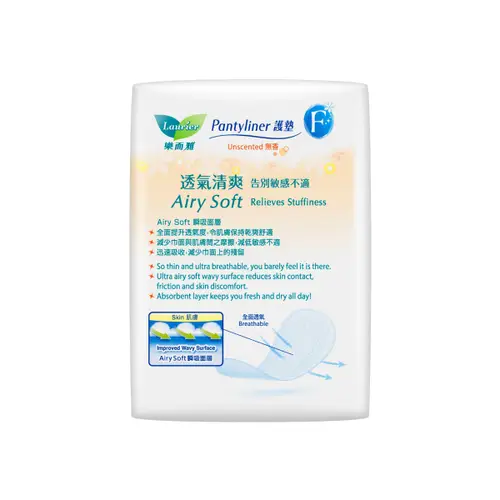 Laurier
樂而雅
Pantyliner 護墊
Unscented 無香
F
透氣清爽 告別敏感不適
Airy Soft Relieves Stuffiness
Airy Soft 瞬吸面層
全面提升透氣度,令肌膚保持乾爽舒適
減少巾面與肌膚間之摩擦,減低敏感不適
迅速吸收,減少巾面上的殘留
So thin and ultra breathable, you barely feel it is there.
Ultra airy soft wavy surface reduces skin contact,
friction and skin discomfort.
Absorbent layer keeps you fresh and dry all day!
Skin 肌膚
Improved Wavy Surface
Airy Soft 瞬吸面層
全面透氣
Breathable